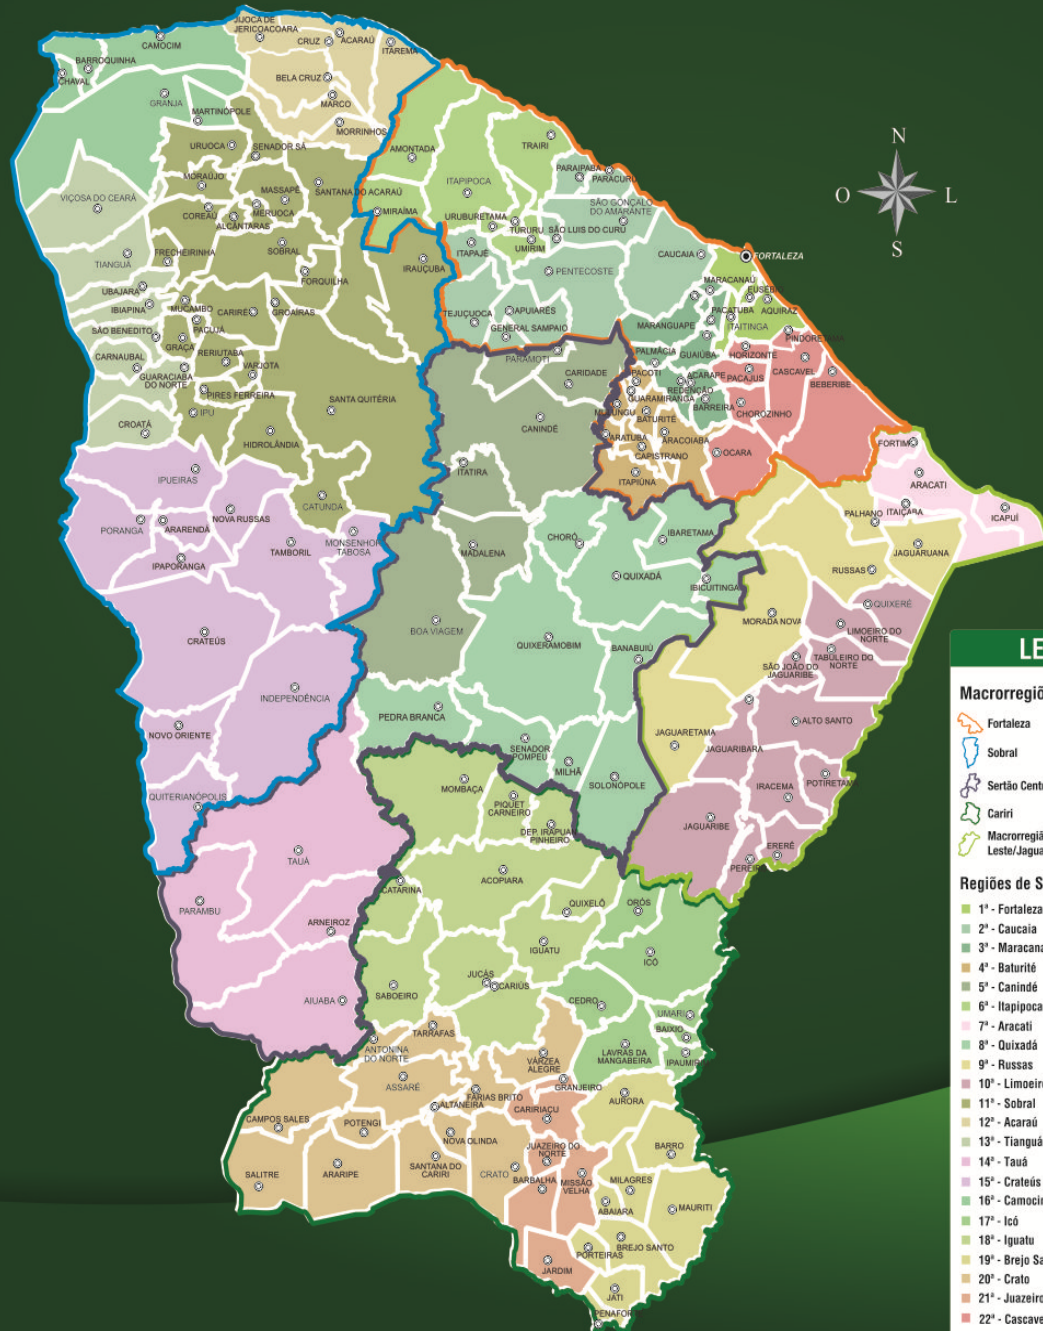 JIJOCA DE
JERICOACOARA
CRUZ
ACARAÚ
ITAREMA
CAMOCIM
BARROQUINHA
CHAVAL
GRANJA
BELA CRUZ
MARCO
MARTINÓPOLE
MORRINHOS
URUOCA
SENADOR SÁ
AMONTADA
TRAIRI
MORAÚJO
MASSAPÊ
SANTANA DO ACARAÚ
ITAPIPOCA
PARAIPABA
PARACURU
VIÇOSA DO CEARÁ
COREAÚ
MERUOCA
ALCÂNTARAS
MIRAÍMA
URUBURETAMA
TURURU
SÃO GONÇALO
DO AMARANTE
SÃO LUIS DO CURU
UMIRIM
N
O
L
S
TIANGUÁ
FRECHEIRINHA
SOBRAL
FORQUILHA
IRAUÇUBA
ITAPAJÉ
PENTECOSTE
CAUCAIA
FORTALEZA
UBAJARA
IBIAPINA
MUCAMBO
CARIRÉ
GROAÍRAS
TEJUÇUOCA
APUIARÉS
GENERAL SAMPAIO
MARACANAÚ
EUSÉBIO
AQUIRAZ
PACATUBA
ITAITINGA
MARANGUAPE
SÃO BENEDITO
PACUJÁ
GRAÇA
RERIUTABA
VARJOTA
PARAMOTI
PALMÁCIA
GUAIÚBA
HORIZONTE
PINDORETAMA
CARNAUBAL
GUARACIABA
DO NORTE
PIRES FERREIRA
CARIDADE
PACOTI
ACARAPE
REDENÇÃO
PACAJUS
CASCAVEL
BEBERIBE
GUARAMIRANGA
MULUNGU
BARREIRA
CHOROZINHO
CROATÁ
IPÚ
SANTA QUITÉRIA
CANINDÉ
BATURITÉ
ARATUBA
ARACOIABA
CAPISTRANO
OCARA
HIDROLÂNDIA
ITATIRA
ITAPIÚNA
FORTIM
ARACATI
IPUEIRAS
CATUNDA
ITAIÇABA
ICAPUÍ
PORANGA
ARARENDÁ
NOVA RUSSAS
TAMBORIL
MONSENHOR
TABOSA
MADALENA
CHORÓ
IBARETAMA
PALHANO
JAGUARUANA
IPAPORANGA
QUIXADÁ
IBICUITINGA
RUSSAS
CRATEÚS
BOA VIAGEM
QUIXERAMOBIM
BANABUIÚ
MORADA NOVA
QUIXERÉ
LIMOEIRO DO
NORTE
TABULEIRO DO
NORTE
SÃO JOÃO DO
JAGUARIBE
INDEPENDÊNCIA
PEDRA BRANCA
ALTO SANTO
NOVO ORIENTE
SENADOR
POMPEU
MILHÃ
SOLONÓPOLE
JAGUARETAMA
JAGUARIBARA
QUITERIANÓPOLIS
MOMBAÇA
PIQUET
CARNEIRO
DEP. IRAPUAN
PINHEIRO
IRACEMA
POTIRETAMA
JAGUARIBE
ERERÊ
PEREIRO
TAUÁ
CATARINA
ACOPIARA
PARAMBU
ARNEIROZ
QUIXELÔ
ORÓS
IGUATU
ICÓ
AIUABA
SABOEIRO
JUCÁS
CARIÚS
CEDRO
UMARI
BAIXIO
ANTONINA
DO NORTE
TARRAFAS
VÁRZEA
ALEGRE
LAVRAS DA
MANGABEIRA
IPAUMIRIM
ASSARÉ
FARIAS BRITO
GRANJEIRO
AURORA
CAMPOS SALES
POTENGI
ALTANEIRA
NOVA OLINDA
CARIRIAÇU
BARRO
SALITRE
ARARIPE
SANTANA DO
CARIRI
CRATO
JUAZEIRO DO
NORTE
BARBALHA
MISSÃO
VELHA
MILAGRES
ABAIARA
MAURITI
JARDIM
PORTEIRAS
BREJO SANTO
JATI
PENAFORT
LE
Macrorregiõ
Fortaleza
Sobral
Sertão Centr
Cariri
Macrorregiã
Leste/Jagua
Regiões de S
1ª - Fortaleza
2ª - Caucaia
3ª - Maracana
4ª - Baturité
5ª - Canindé
6ª - Itapipoca
7ª - Aracati
8ª - Quixadá
9ª - Russas
10ª - Limoeiro
11ª - Sobral
12ª - Acaraú
13ª - Tianguá
14ª - Tauá
15ª - Crateús
16ª - Camocim
17ª - Icó
18ª - Iguatu
19ª - Brejo Sa
20ª - Crato
21ª - Juazeiro
22ª - Cascavel